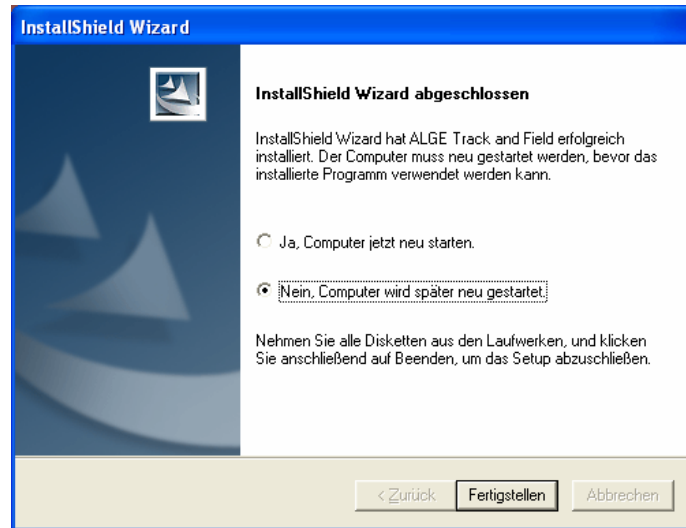 InstallShield Wizard
InstallShield Wizard abgeschlossen
InstallShield Wizard hat ALGE Track and Field erfolgreich
installiert. Der Computer muss neu gestartet werden, bevor das
installierte Programm verwendet werden kann.
Ja, Computer jetzt neu starten.
Nein, Computer wird später neu gestartet.
Nehmen Sie alle Disketten aus den Laufwerken, und klicken
Sie anschließend auf Beenden, um das Setup abzuschließen.
< Zurück Fertigstellen Abbrechen